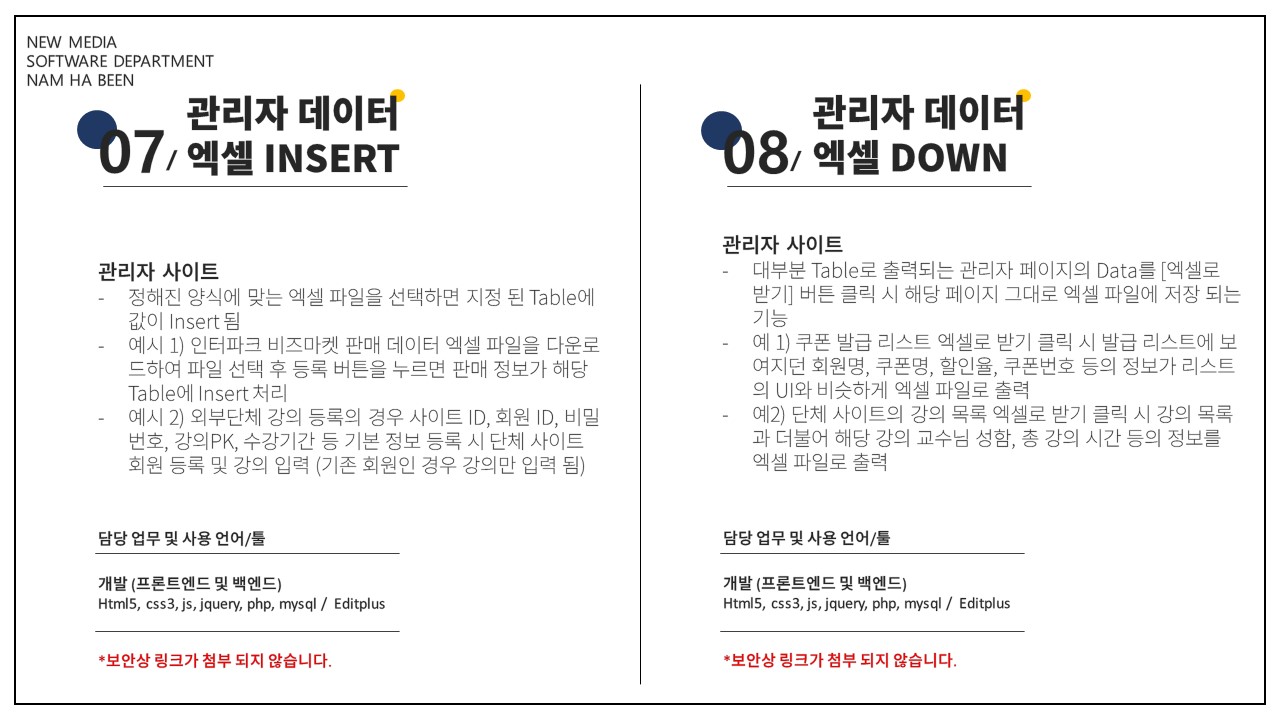 NEW MEDIA
SOFTWARE DEPARTMENT
NAM HA BEEN
07/ 관리자 데이터
엑셀 INSERT
관리자 사이트
- 정해진 양식에 맞는 엑셀 파일을 선택하면 지정 된 Table에
값이 Insert 됨
- 예시 1) 인터파크 비즈마켓 판매 데이터 엑셀 파일을 다운로
드하여 파일 선택 후 등록 버튼을 누르면 판매 정보가 해당
Table에 Insert 처리
- 예시 2) 외부단체 강의 등록의 경우 사이트 ID, 회원 ID, 비밀
번호, 강의PK, 수강기간 등 기본 정보 등록 시 단체 사이트
회원 등록 및 강의 입력 (기존 회원인 경우 강의만 입력 됨)
담당 업무 및 사용 언어/툴
개발 (프론트엔드 및 백엔드)
Html5, css3, js, jquery, php, mysql / Editplus
*보안상 링크가 첨부 되지 않습니다.
08/ 관리자 데이터
엑셀 DOWN
관리자 사이트
- 대부분 Table로 출력되는 관리자 페이지의 Data를 [엑셀로
받기] 버튼 클릭 시 해당 페이지 그대로 엑셀 파일에 저장 되는
기능
- 예 1) 쿠폰 발급 리스트 엑셀로 받기 클릭 시 발급 리스트에 보
여지던 회원명, 쿠폰명, 할인율, 쿠폰번호 등의 정보가 리스트
의 UI와 비슷하게 엑셀 파일로 출력
- 예2) 단체 사이트의 강의 목록 엑셀로 받기 클릭 시 강의 목록
과 더불어 해당 강의 교수님 성함, 총 강의 시간 등의 정보를
엑셀 파일로 출력
담당 업무 및 사용 언어/툴
개발 (프론트엔드 및 백엔드)
Html5, css3, js, jquery, php, mysql / Editplus
*보안상 링크가 첨부 되지 않습니다.